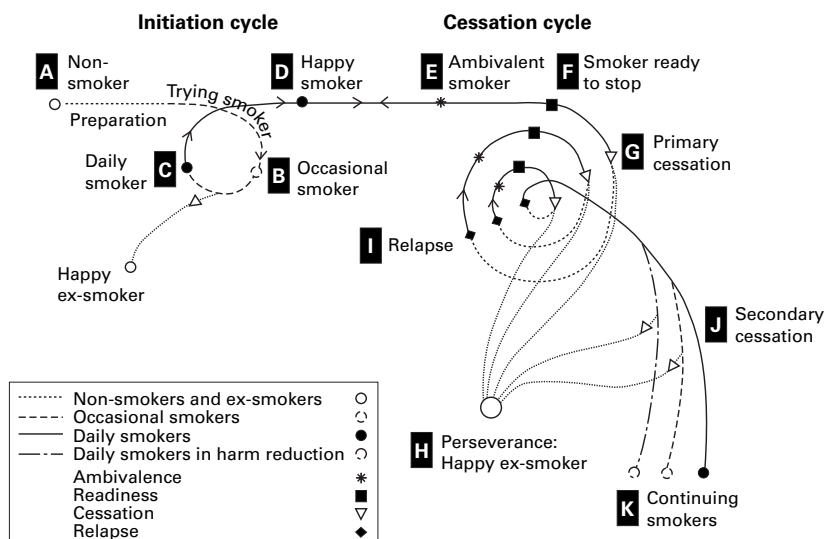 Initiation cycle
Cessation cycle
A Non-
smoker
D Happy
smoker
E Ambivalent
smoker
F Smoker ready
to stop
Trying smoker
Preparation
G Primary
cessation
Daily
smoker C
B Occasional
smoker
I Relapse
Happy
ex-smoker
J Secondary
cessation
H Perseverance:
Happy ex-smoker
K Continuing
smokers
Non-smokers and ex-smokers
Occasional smokers
Daily smokers
Daily smokers in harm reduction
Ambivalence
Readiness
Cessation
Relapse